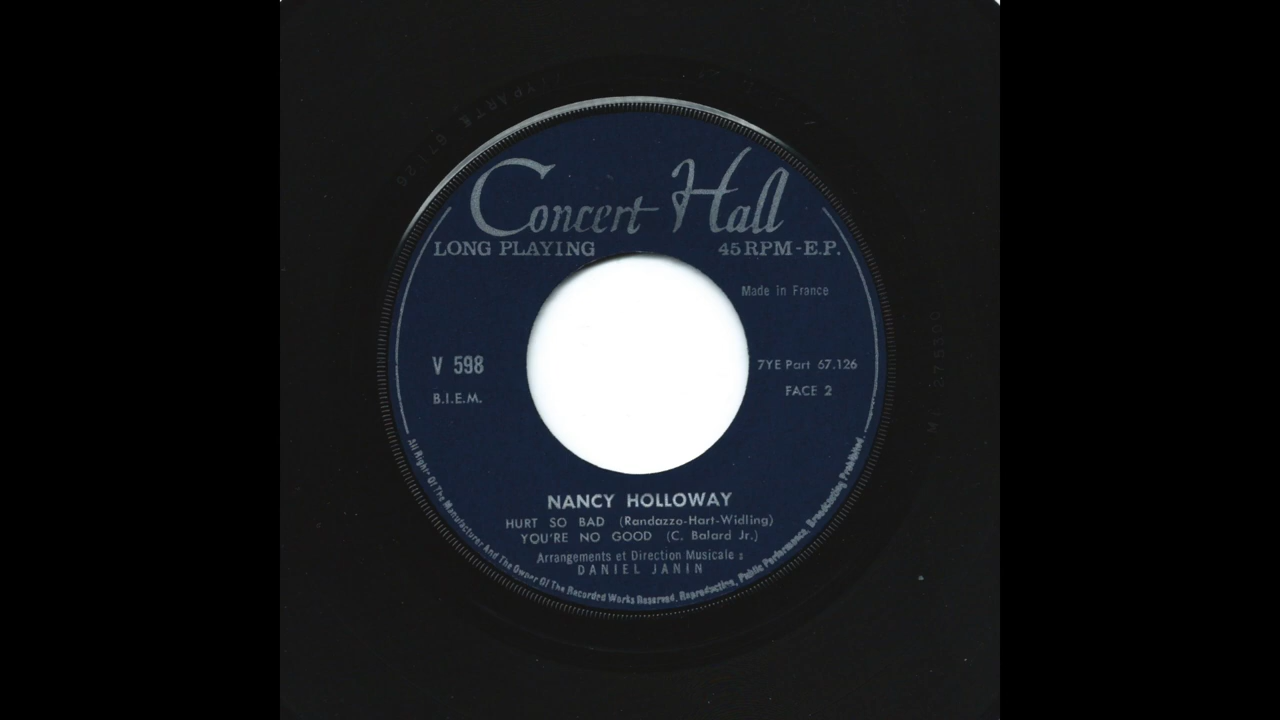 Concert Hall
LONG PLAYING 45 RPM - E.P.
Made in France
V 598
7YE Part 67.126
B.I.E.M.
FACE 2
NANCY HOLLOWAY
HURT SO BAD (Randazzo-Hart-Widling)
YOU'RE NO GOOD (C. Balard Jr.)
Arrangements et Direction Musicale :
DANIEL JANIN
All Right- Of The Manufacturer And The Owner Of The Recorded Works Reserved. Reproduction, Public Performance, Broadcasting Prohibited.